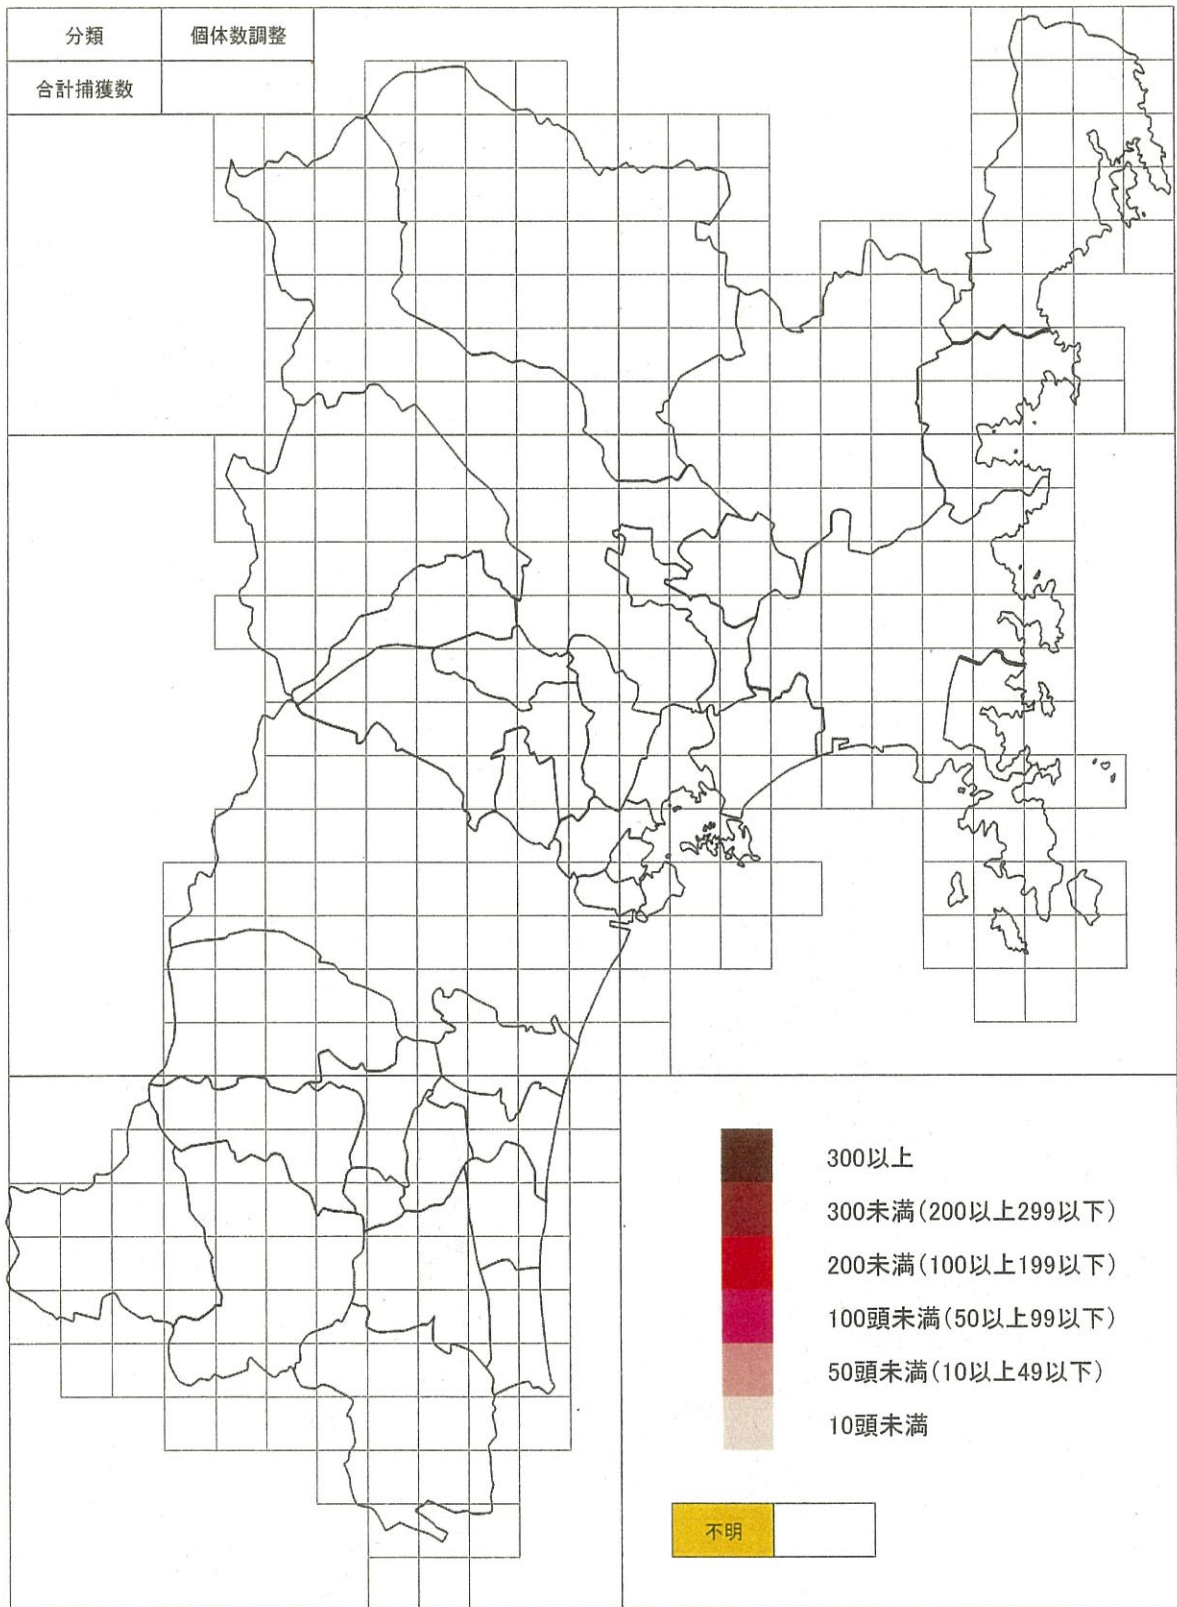 分類 個体数調整
合計捕獲数
300以上
300未満(200以上299以下)
200未満(100以上199以下)
100頭未満(50以上99以下)
50頭未満(10以上49以下)
10頭未満
不明